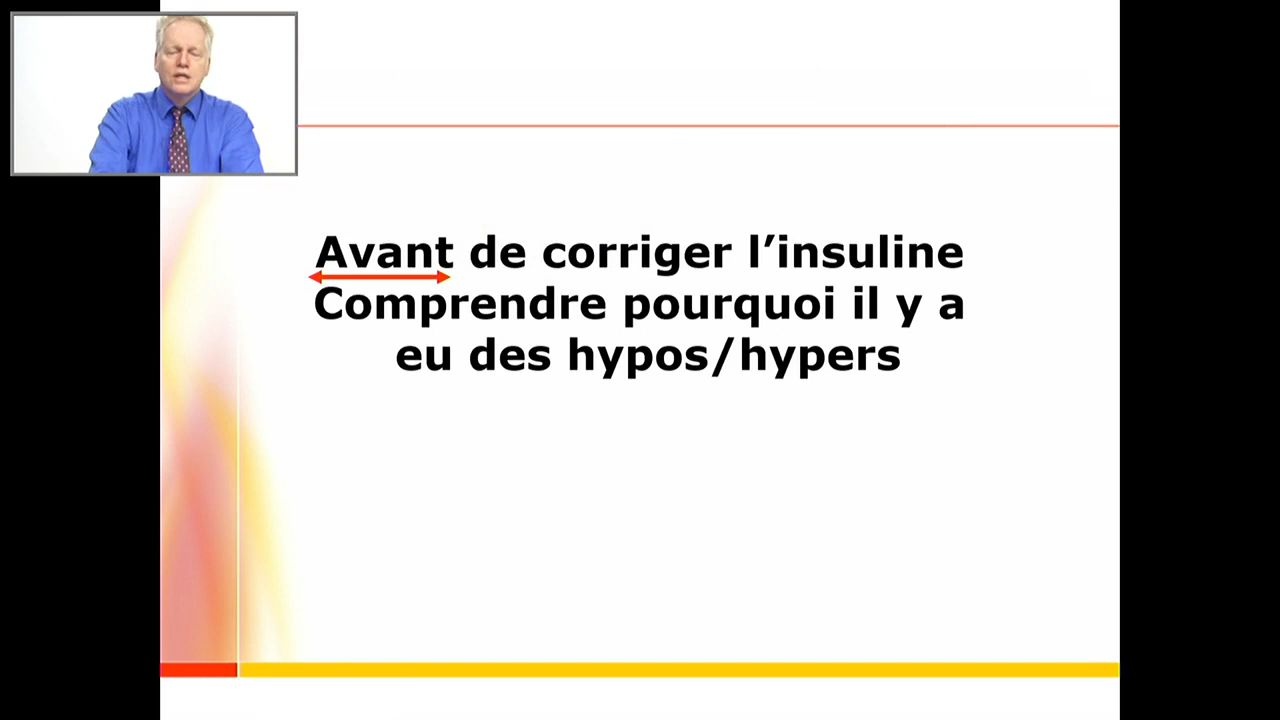 Avant de corriger l’insuline
Comprendre pourquoi il y a
eu des hypos/hypers